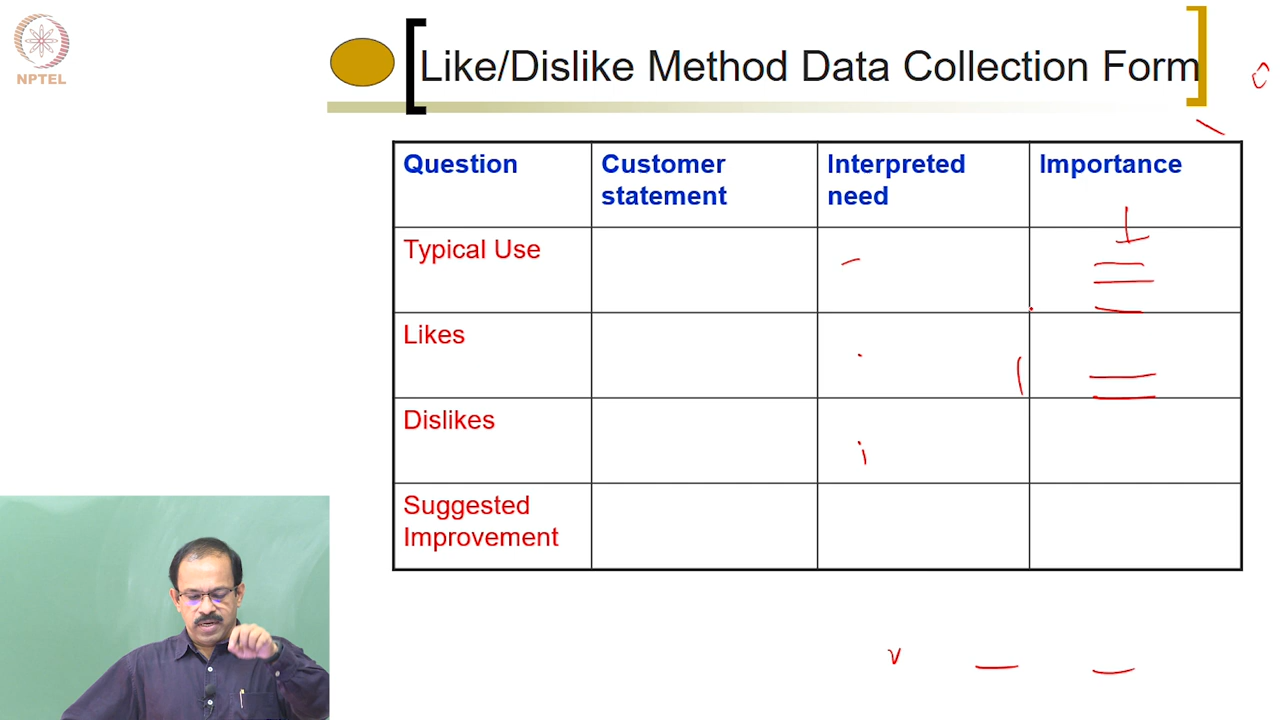 NPTEL
Like/Dislike Method Data Collection Form
Question
Customer
statement
Interpreted
need
Importance
Typical Use
Likes
Dislikes
Suggested
Improvement